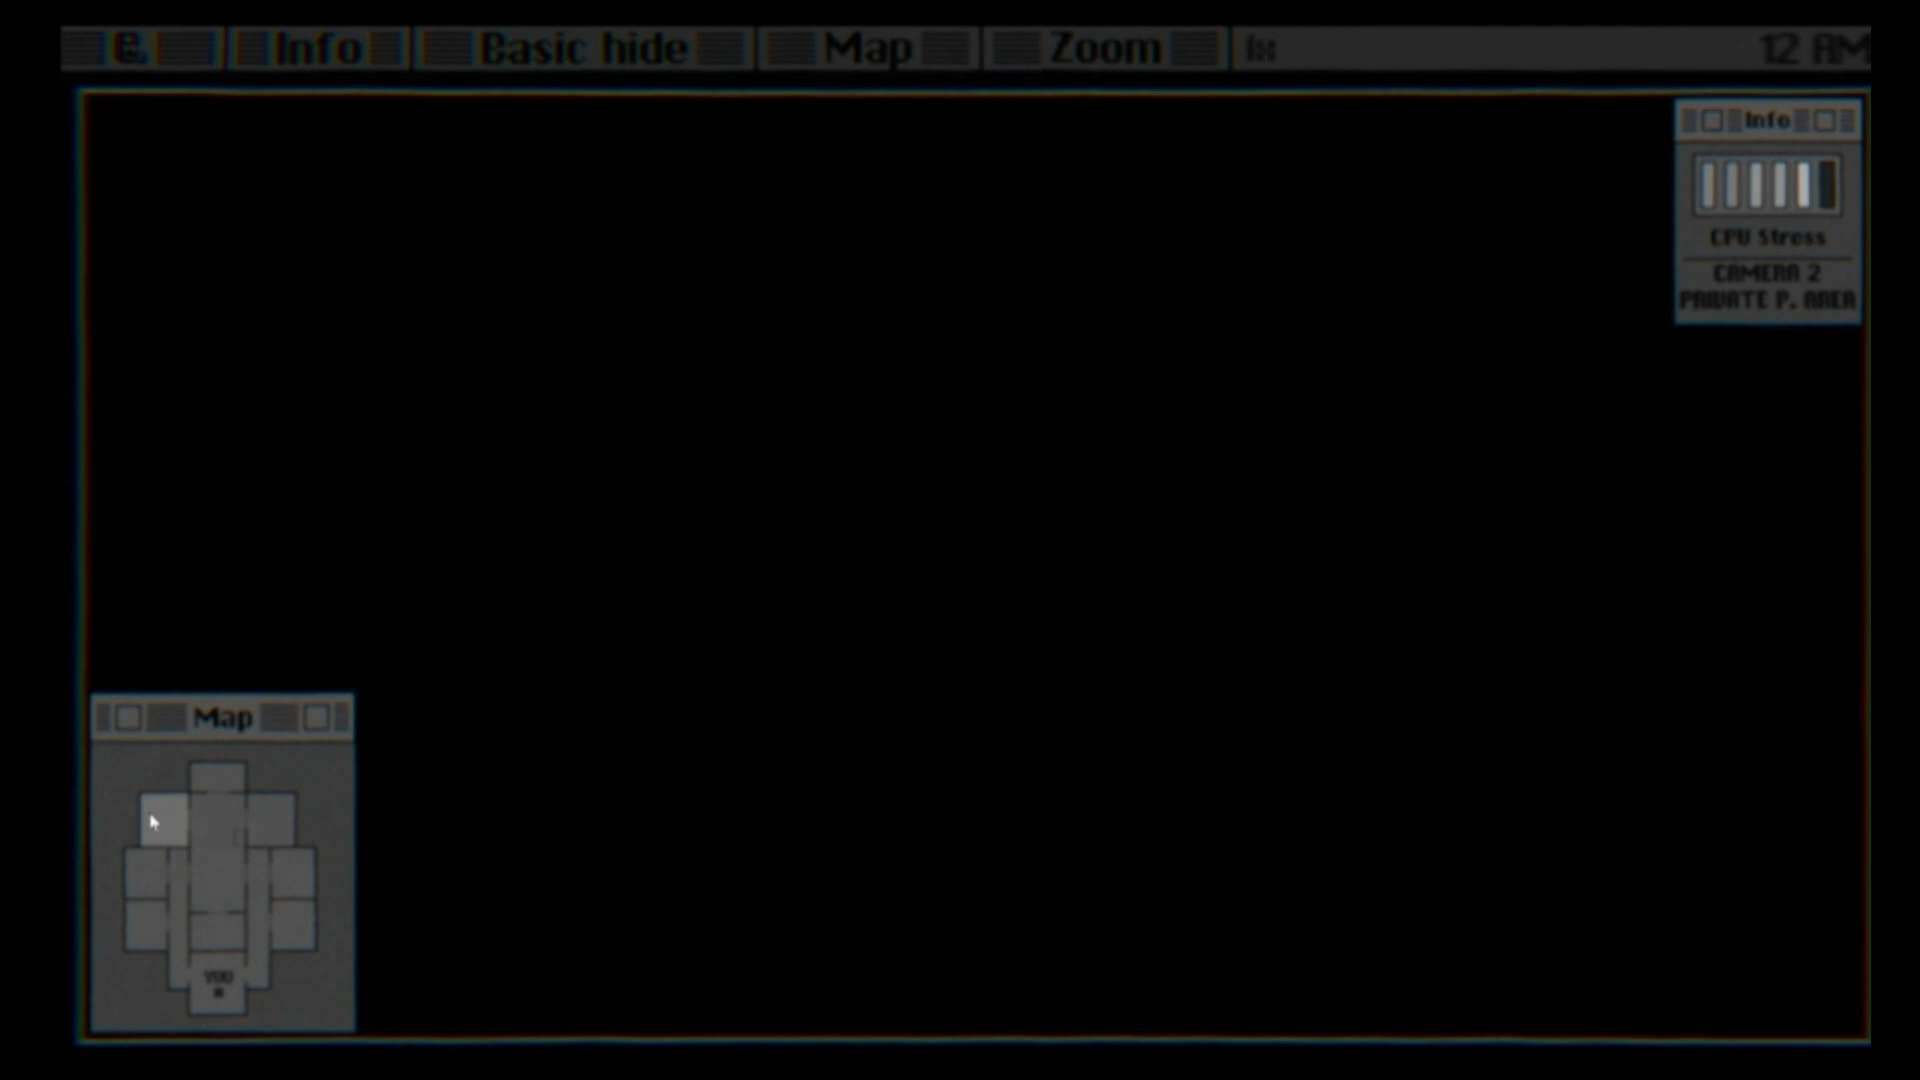 Info
Basic hide
Map
Zoom
12 AM
Info
CPU Stress
CAMERA 2
PRIVATE P. AREA
Map
YOU